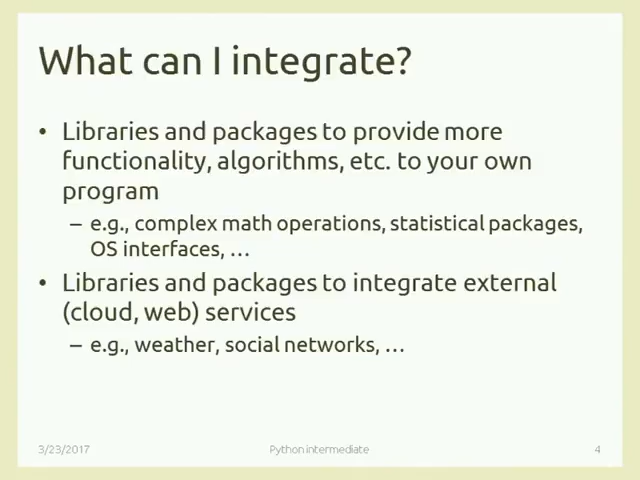 What can I integrate?
• Libraries and packages to provide more
functionality, algorithms, etc. to your own
program
– e.g., complex math operations, statistical packages,
OS interfaces, …
• Libraries and packages to integrate external
(cloud, web) services
– e.g., weather, social networks, …
3/23/2017
Python intermediate
4